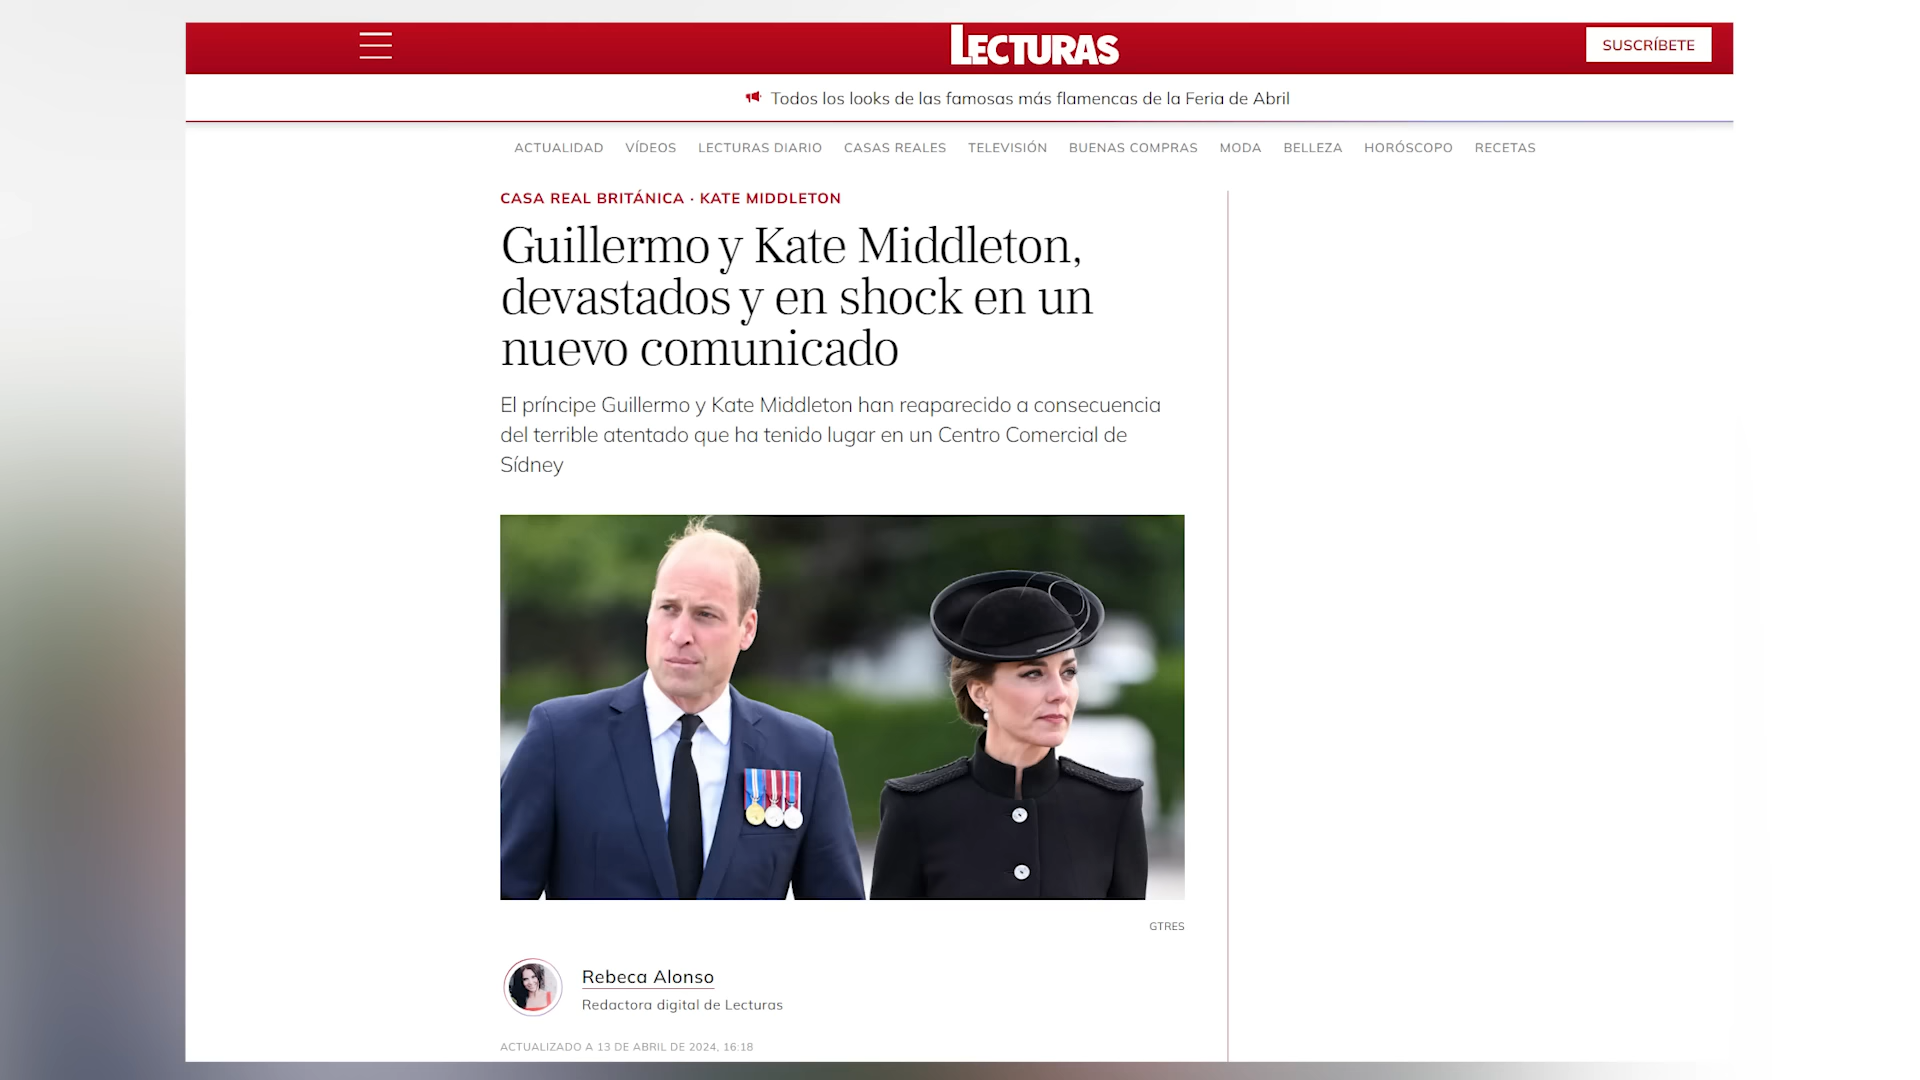 LECTURAS
SUSCRÍBETE
Todos los looks de las famosas más flamencas de la Feria de Abril
ACTUALIDAD VÍDEOS LECTURAS DIARIO CASAS REALES TELEVISIÓN BUENAS COMPRAS MODA BELLEZA HORÓSCOPO RECETAS
CASA REAL BRITÁNICA · KATE MIDDLETON
Guillermo y Kate Middleton,
devastados y en shock en un
nuevo comunicado
El príncipe Guillermo y Kate Middleton han reaparecido a consecuencia
del terrible atentado que ha tenido lugar en un Centro Comercial de
Sídney
GTRES
Rebeca Alonso
Redactora digital de Lecturas
ACTUALIZADO A 13 DE ABRIL DE 2024, 16:18